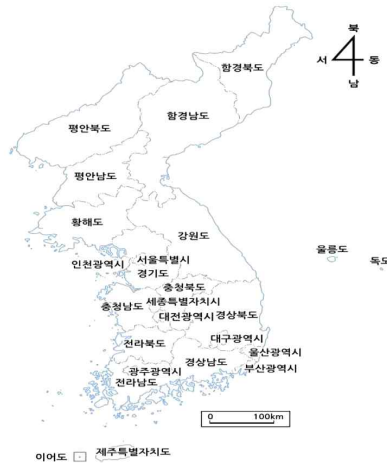 북
서 동
남
함경북도
함경남도
평안북도
평안남도
황해도
강원도
울릉도
독도
인천광역시
서울특별시
경기도
충청북도
충청남도
세종특별자치시
대전광역시
경상북도
대구광역시
전라북도
울산광역시
경상남도
부산광역시
광주광역시
전라남도
0 100km
이어도
제주특별자치도